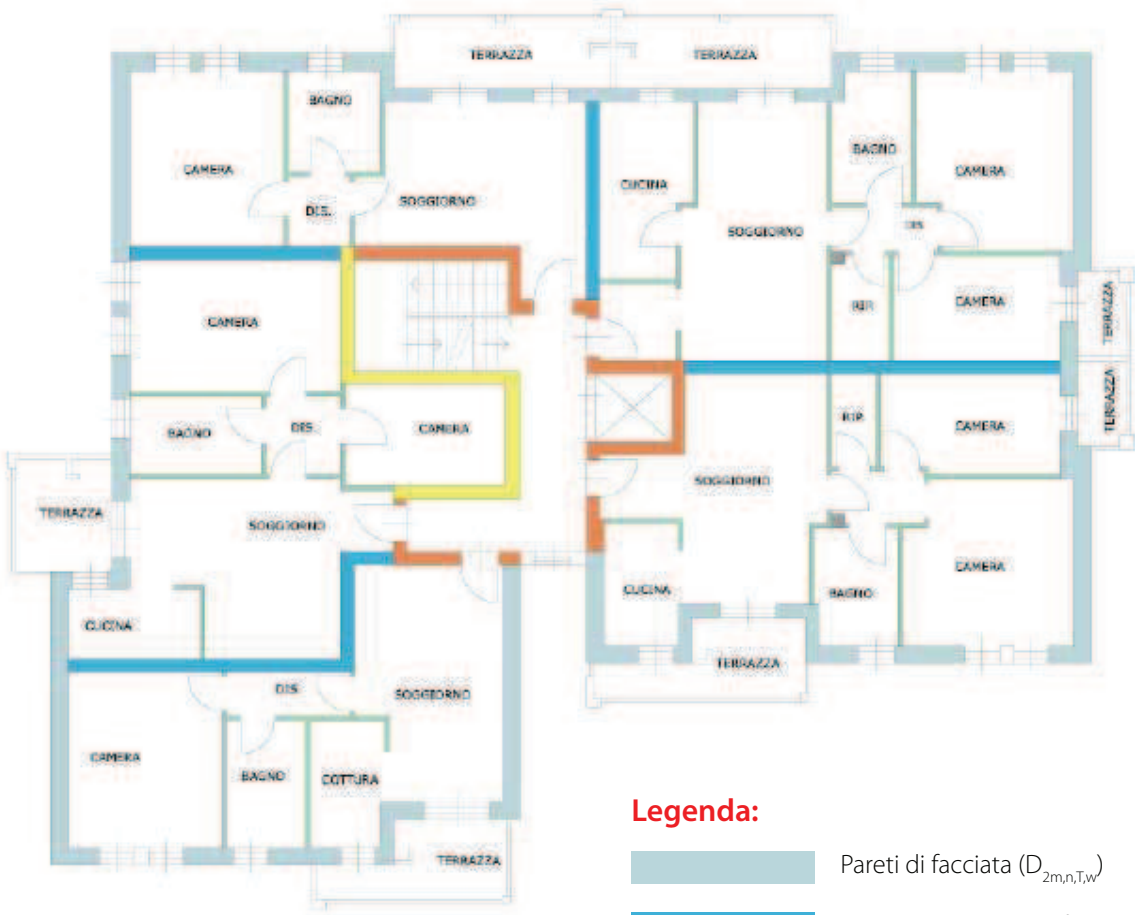 TERRAZZA
TERRAZZA
BAGNO
CAMERA
DIS.
SOGGIORNO
CUCINA
SOGGIORNO
BAGNO
CAMERA
DIS
CAMERA
RIP
CAMERA
TERRAZZA
BAGNO
DIS.
CAMERA
RIP.
CAMERA
TERRAZZA
TERRAZZA
SOGGIORNO
SOGGIORNO
CUCINA
CUCINA
BAGNO
CAMERA
TERRAZZA
DIS
SOGGIORNO
CAMERA
BAGNO
COTTURA
TERRAZZA
Legenda:
Pareti di facciata (D2m,n,T,w)